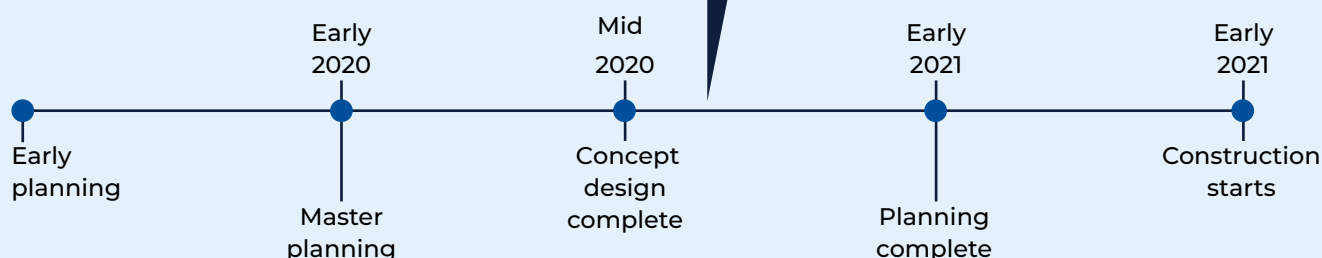 Early
planning
Early
2020
Master
planning
Mid
2020
Concept
design
complete
Early
2021
Planning
complete
Early
2021
Construction
starts